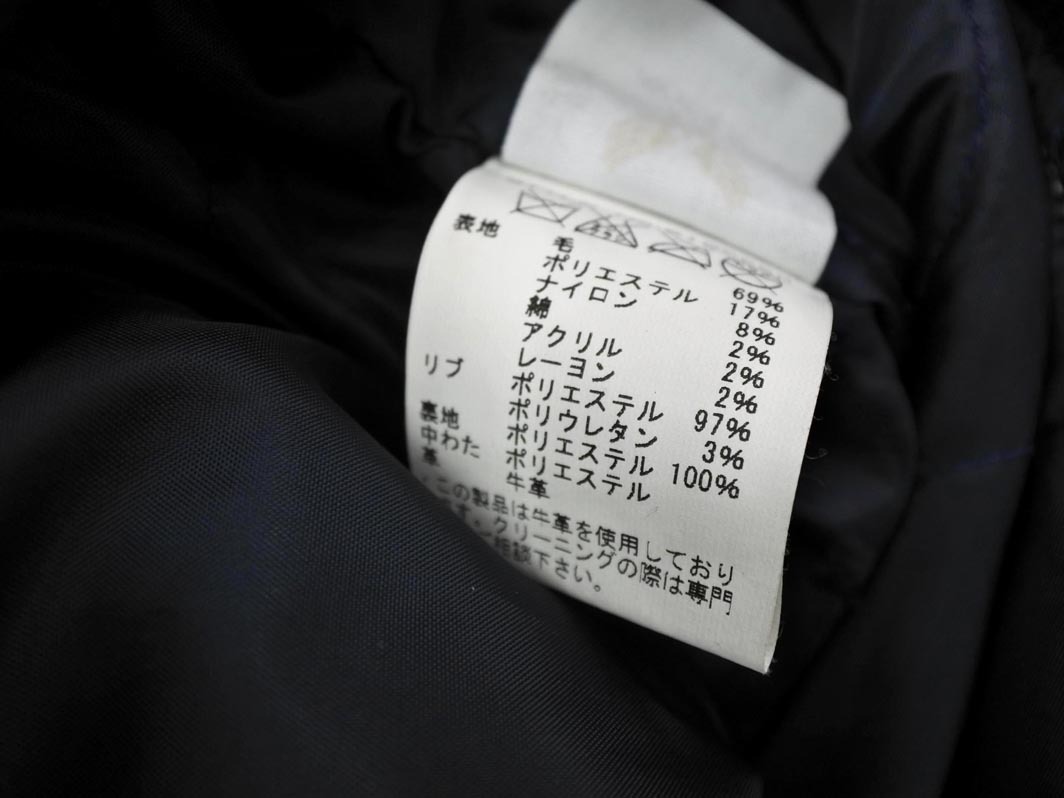 表地 毛 69%
ポリエステル 17%
ナイロン 8%
綿 2%
アクリル 2%
レーヨン 2%
リブ ポリエステル 97%
ポリウレタン 3%
裏地 ポリエステル 100%
中わた ポリエステル
革 牛革
この製品は牛革を使用しており
ます。クリーニングの際は専門
ご相談下さい。